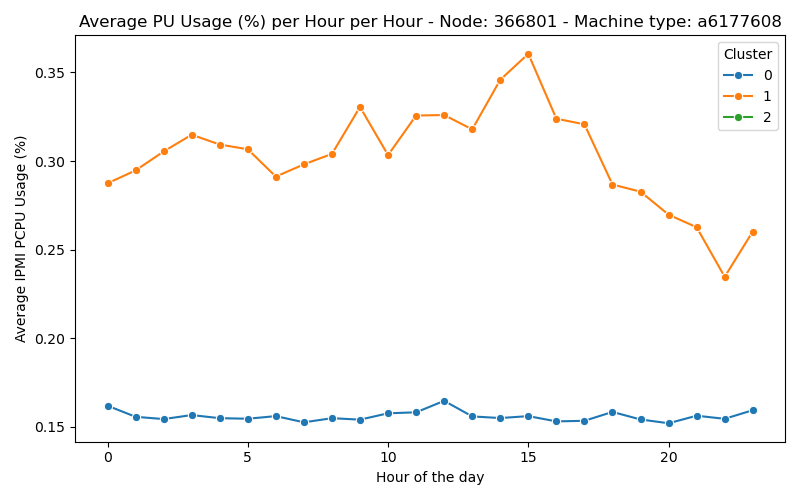 Average PU Usage (%) per Hour per Hour - Node: 366801 - Machine type: a6177608
Cluster
0
1
2
0.35
0.30
0.25
0.20
0.15
Average IPMI PCPU Usage (%)
0 5 10 15 20
Hour of the day